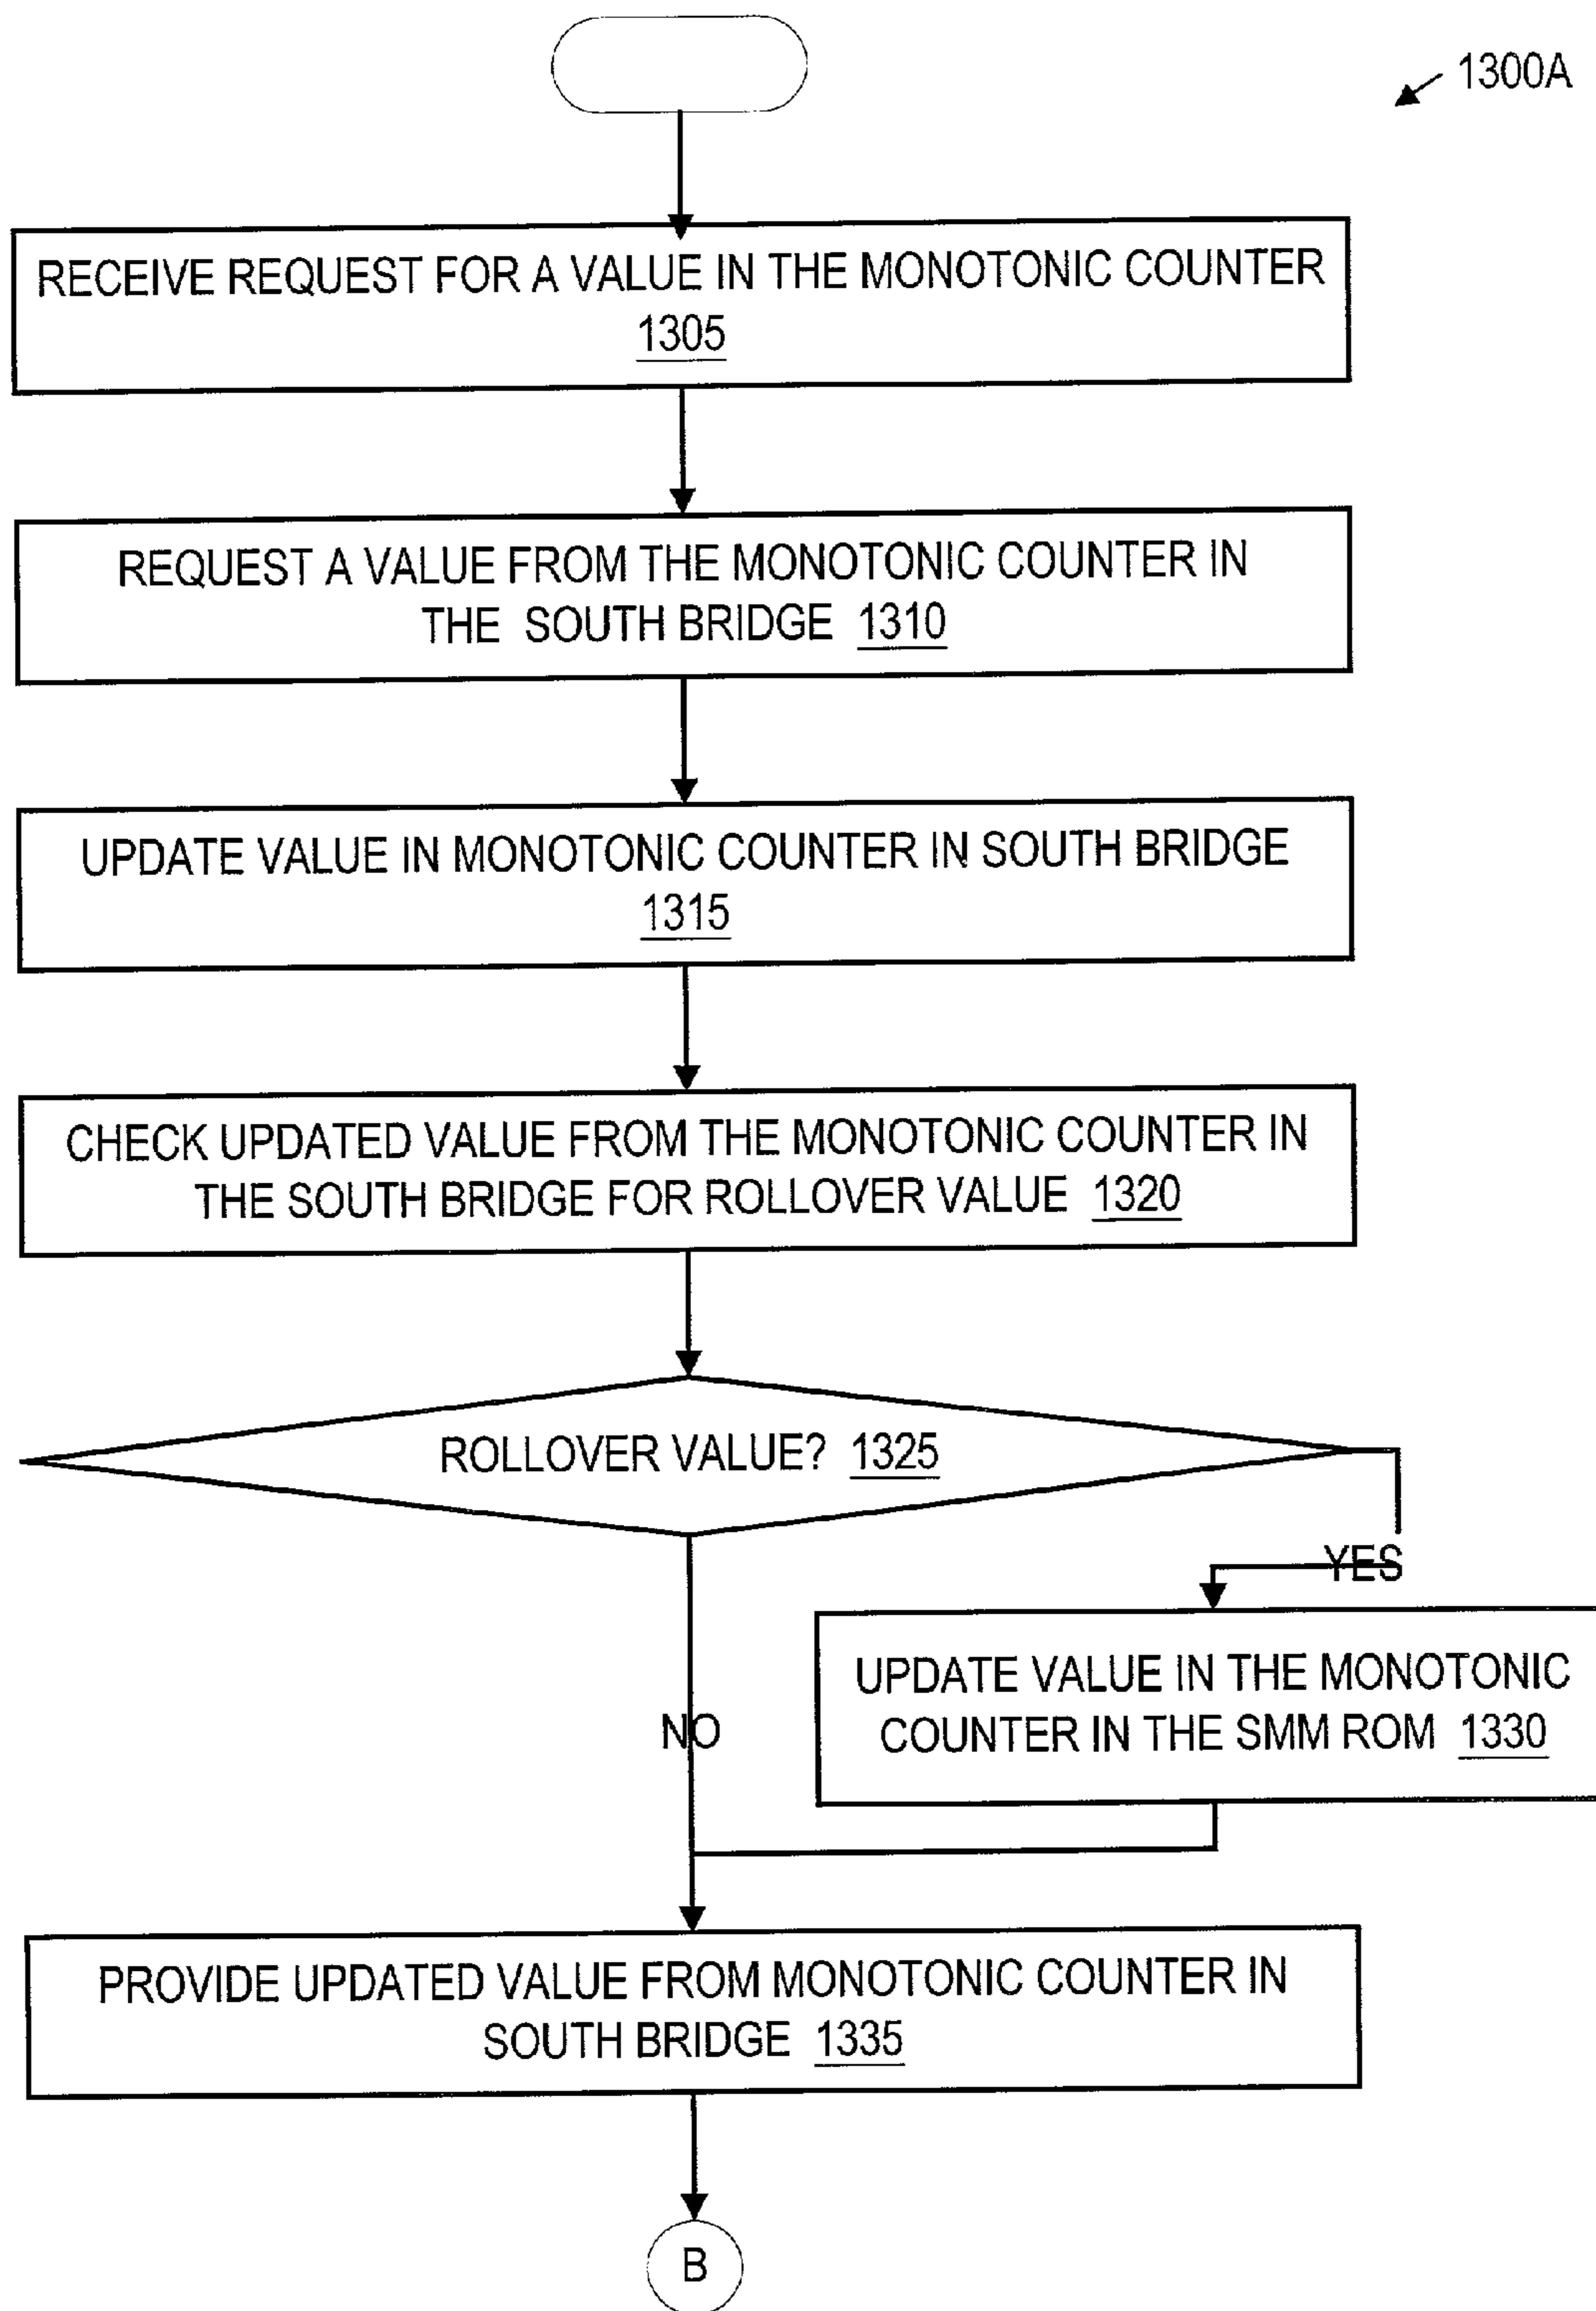 1300A
RECEIVE REQUEST FOR A VALUE IN THE MONOTONIC COUNTER
1305
REQUEST A VALUE FROM THE MONOTONIC COUNTER IN
THE SOUTH BRIDGE 1310
UPDATE VALUE IN MONOTONIC COUNTER IN SOUTH BRIDGE
1315
CHECK UPDATED VALUE FROM THE MONOTONIC COUNTER IN
THE SOUTH BRIDGE FOR ROLLOVER VALUE 1320
ROLLOVER VALUE? 1325
YES
UPDATE VALUE IN THE MONOTONIC
COUNTER IN THE SMM ROM 1330
NO
PROVIDE UPDATED VALUE FROM MONOTONIC COUNTER IN
SOUTH BRIDGE 1335
B